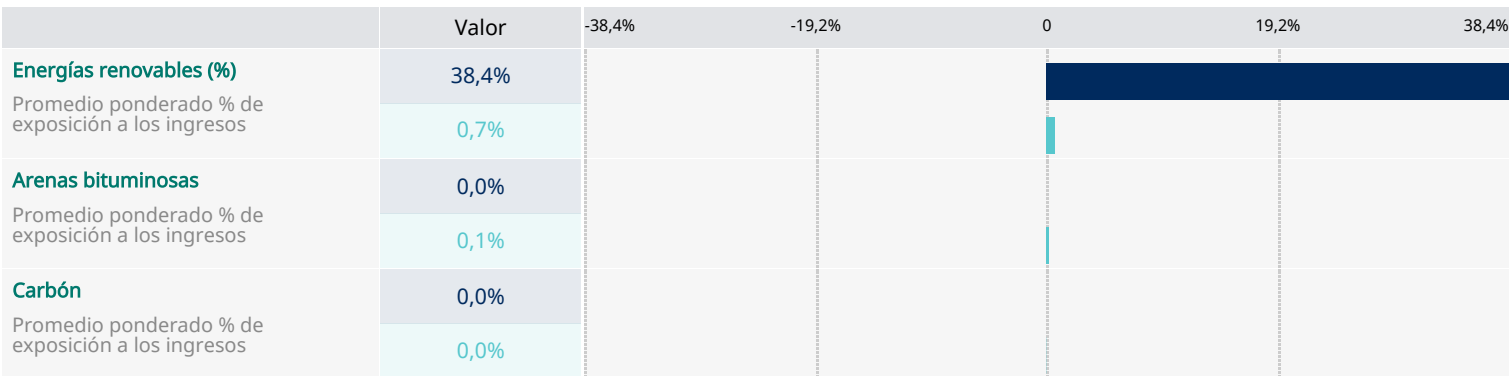 Valor
-38,4%
-19,2%
0
19,2%
38,4%
Energías renovables (%)
Promedio ponderado % de
exposición a los ingresos
38,4%
0,7%
Arenas bituminosas
Promedio ponderado % de
exposición a los ingresos
0,0%
0,1%
Carbón
Promedio ponderado % de
exposición a los ingresos
0,0%
0,0%